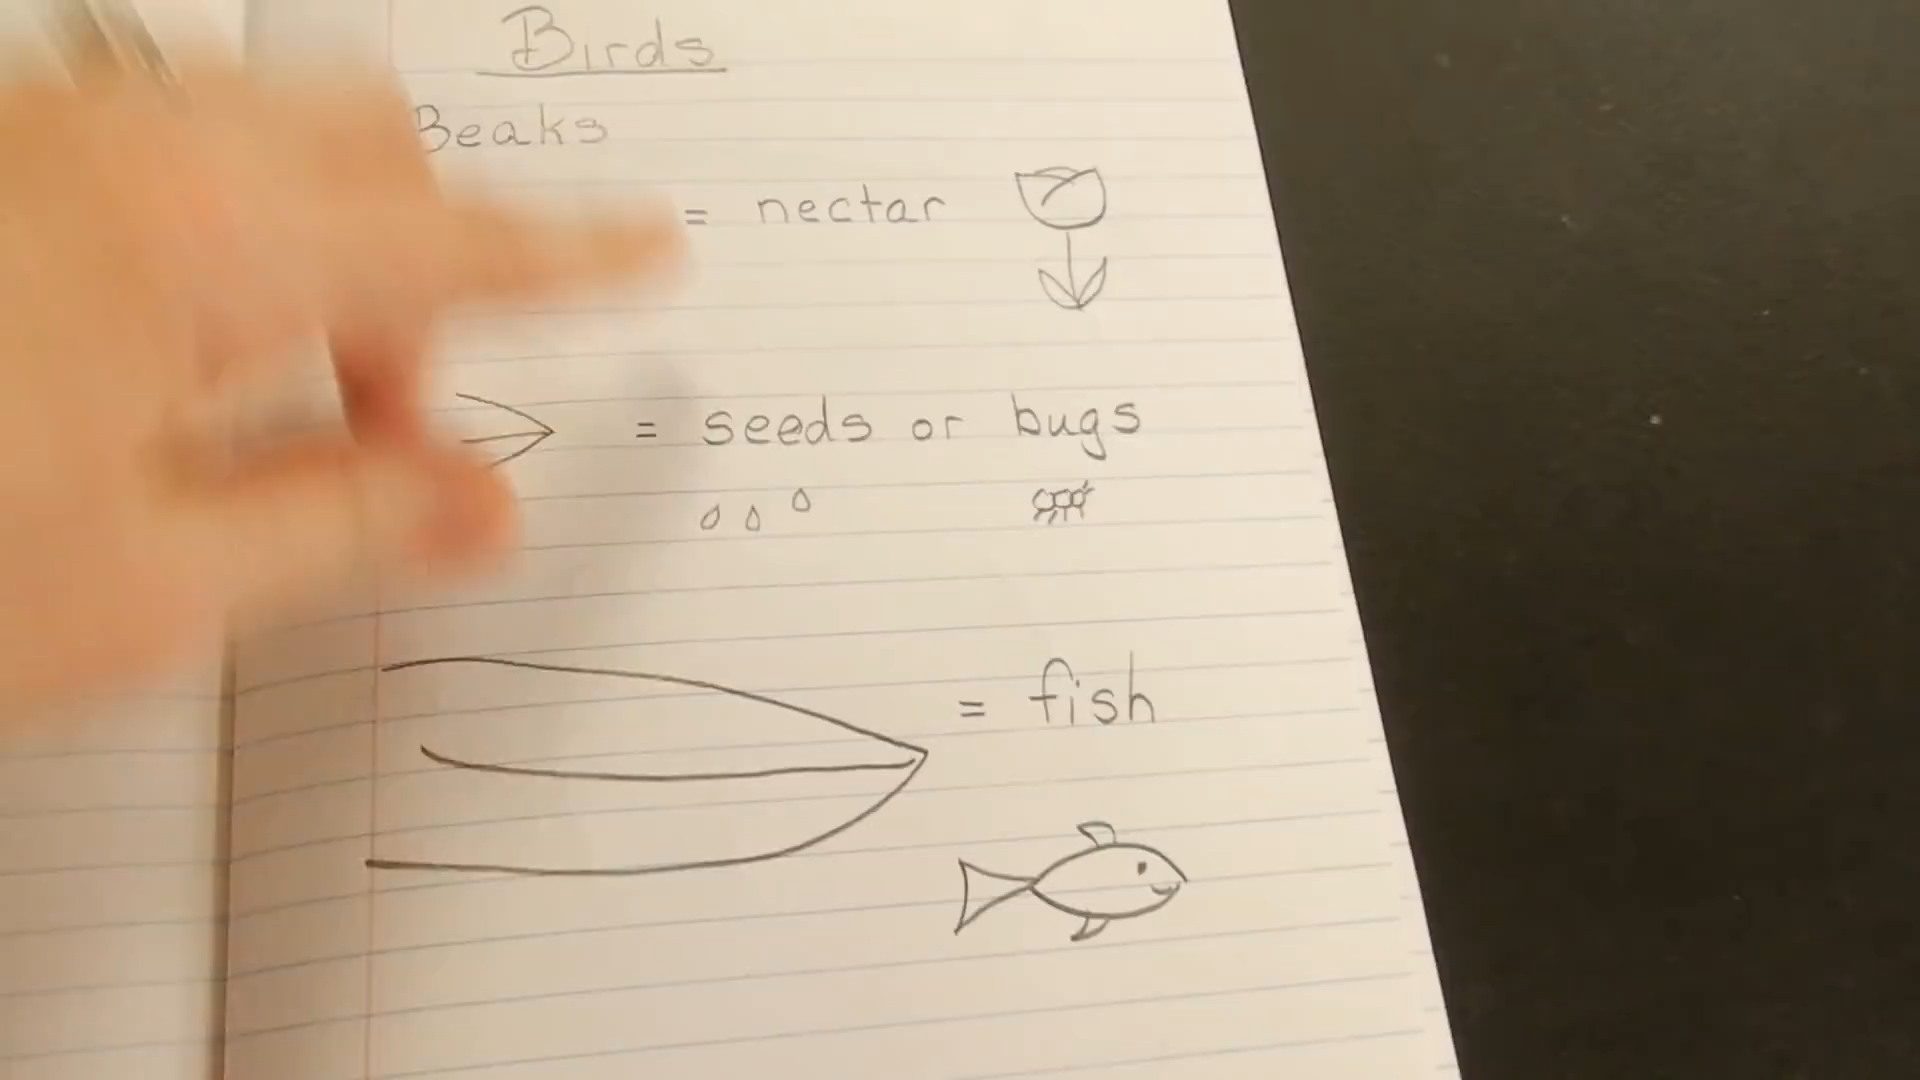 Birds
Beaks
= nectar
= seeds or bugs
= fish